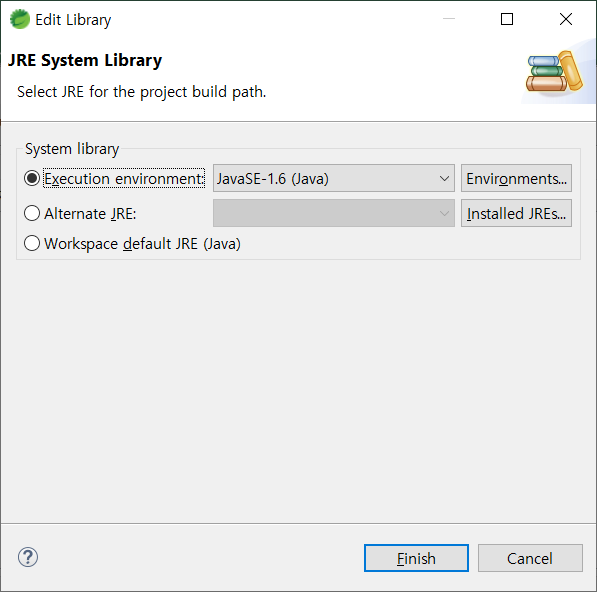 Edit Library
JRE System Library
Select JRE for the project build path.
System library
Execution environment: JavaSE-1.6 (Java) Environments...
Alternate JRE: Installed JREs...
Workspace default JRE (Java)
? Finish Cancel